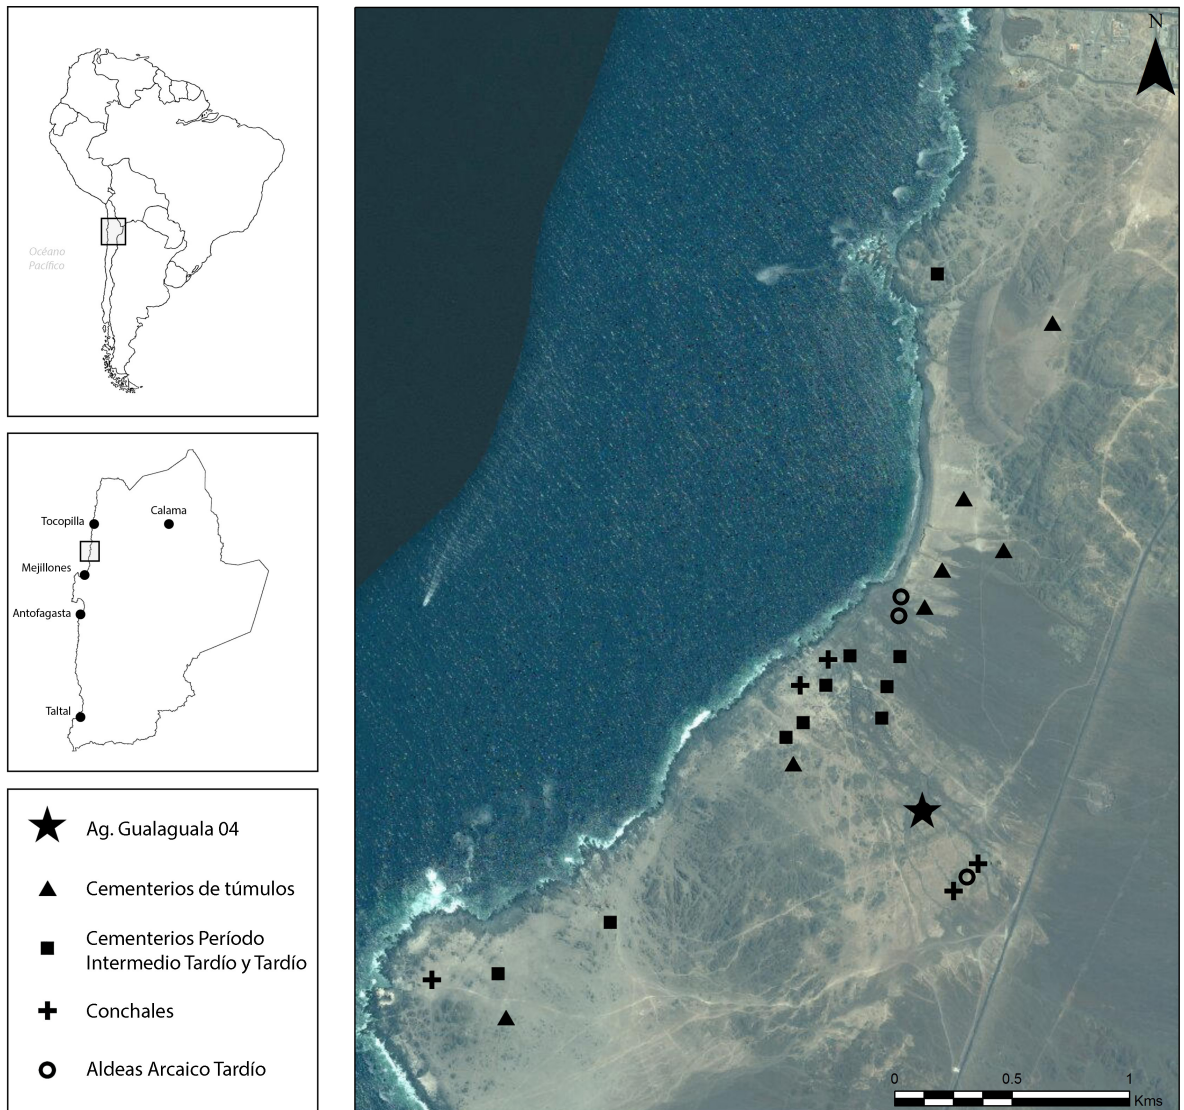 Océano
Pacífico
Tocopilla
Calama
Mejillones
Antofagasta
Taltal
Ag. Gualaguala 04
Cementerios de túmulos
Cementerios Período
Intermedio Tardío y Tardío
Conchales
Aldeas Arcaico Tardío
N
0 0.5 1
Kms